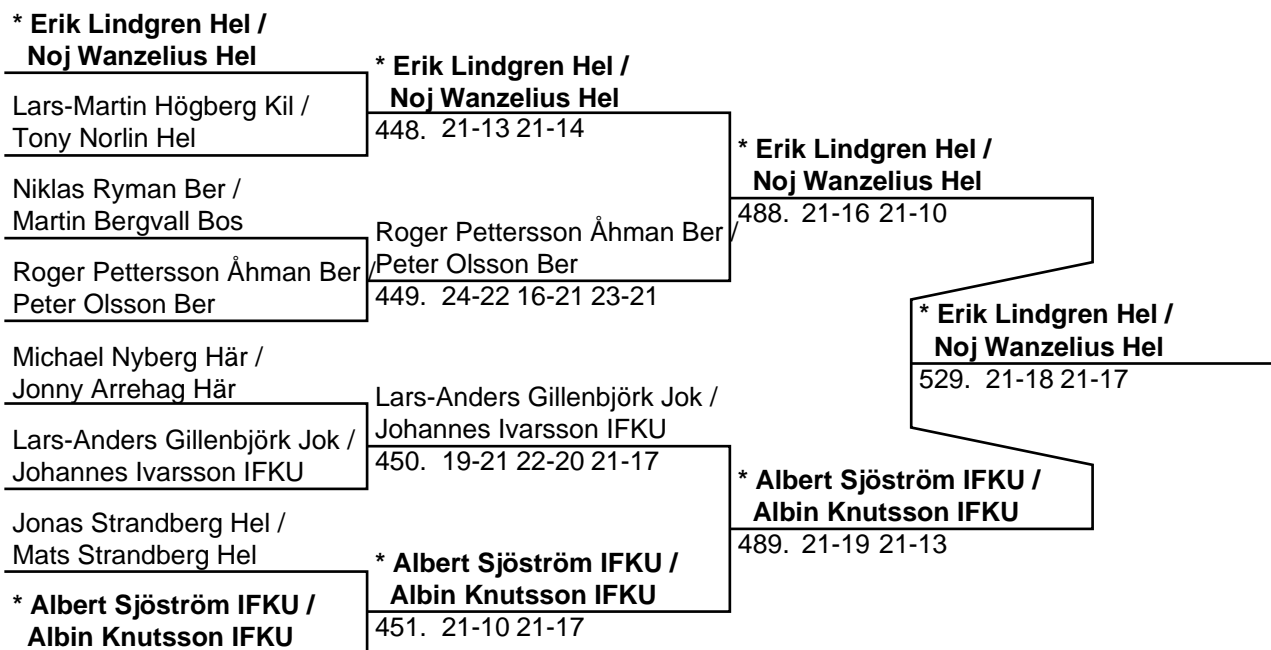 * Erik Lindgren Hel /
Noj Wanzelius Hel
Lars-Martin Högberg Kil /
Tony Norlin Hel
Niklas Ryman Ber /
Martin Bergvall Bos
Roger Pettersson Åhman Ber /
Peter Olsson Ber
Michael Nyberg Här /
Jonny Arrehag Här
Lars-Anders Gillenbjörk Jok /
Johannes Ivarsson IFKU
Jonas Strandberg Hel /
Mats Strandberg Hel
* Albert Sjöström IFKU /
Albin Knutsson IFKU
* Erik Lindgren Hel /
Noj Wanzelius Hel
448. 21-13 21-14
Roger Pettersson Åhman Ber /
Peter Olsson Ber
449. 24-22 16-21 23-21
Lars-Anders Gillenbjörk Jok /
Johannes Ivarsson IFKU
450. 19-21 22-20 21-17
* Albert Sjöström IFKU /
Albin Knutsson IFKU
451. 21-10 21-17
* Erik Lindgren Hel /
Noj Wanzelius Hel
488. 21-16 21-10
* Albert Sjöström IFKU /
Albin Knutsson IFKU
489. 21-19 21-13
* Erik Lindgren Hel /
Noj Wanzelius Hel
529. 21-18 21-17